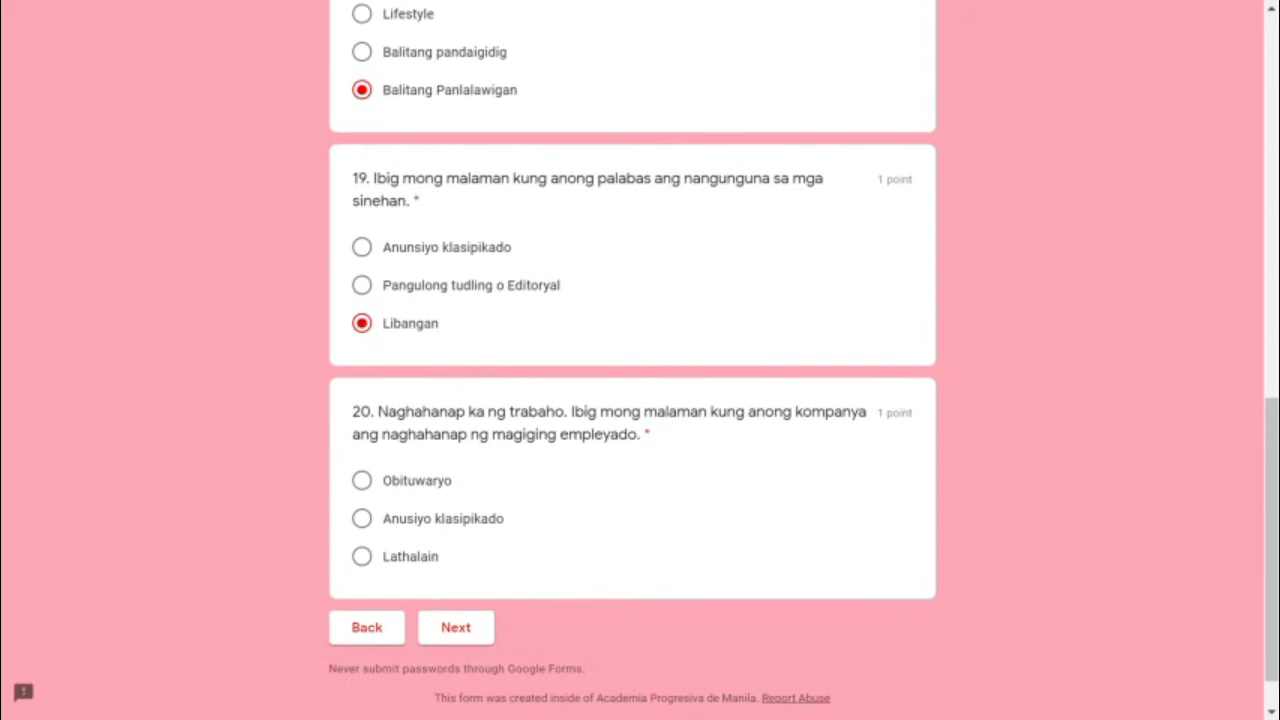 Lifestyle
Balitang pandaigidig
Balitang Panlalawigan
19. Ibig mong malaman kung anong palabas ang nangunguna sa mga
sinehan. *
1 point
Anunsiyo klasipikado
Pangulong tudling o Editoryal
Libangan
20. Naghahanap ka ng trabaho. Ibig mong malaman kung anong kompanya
ang naghahanap ng magiging empleyado. *
1 point
Obituwaryo
Anusiyo klasipikado
Lathalain
Back
Next
Never submit passwords through Google Forms.
This form was created inside of Academia Progresiva de Manila. Report Abuse